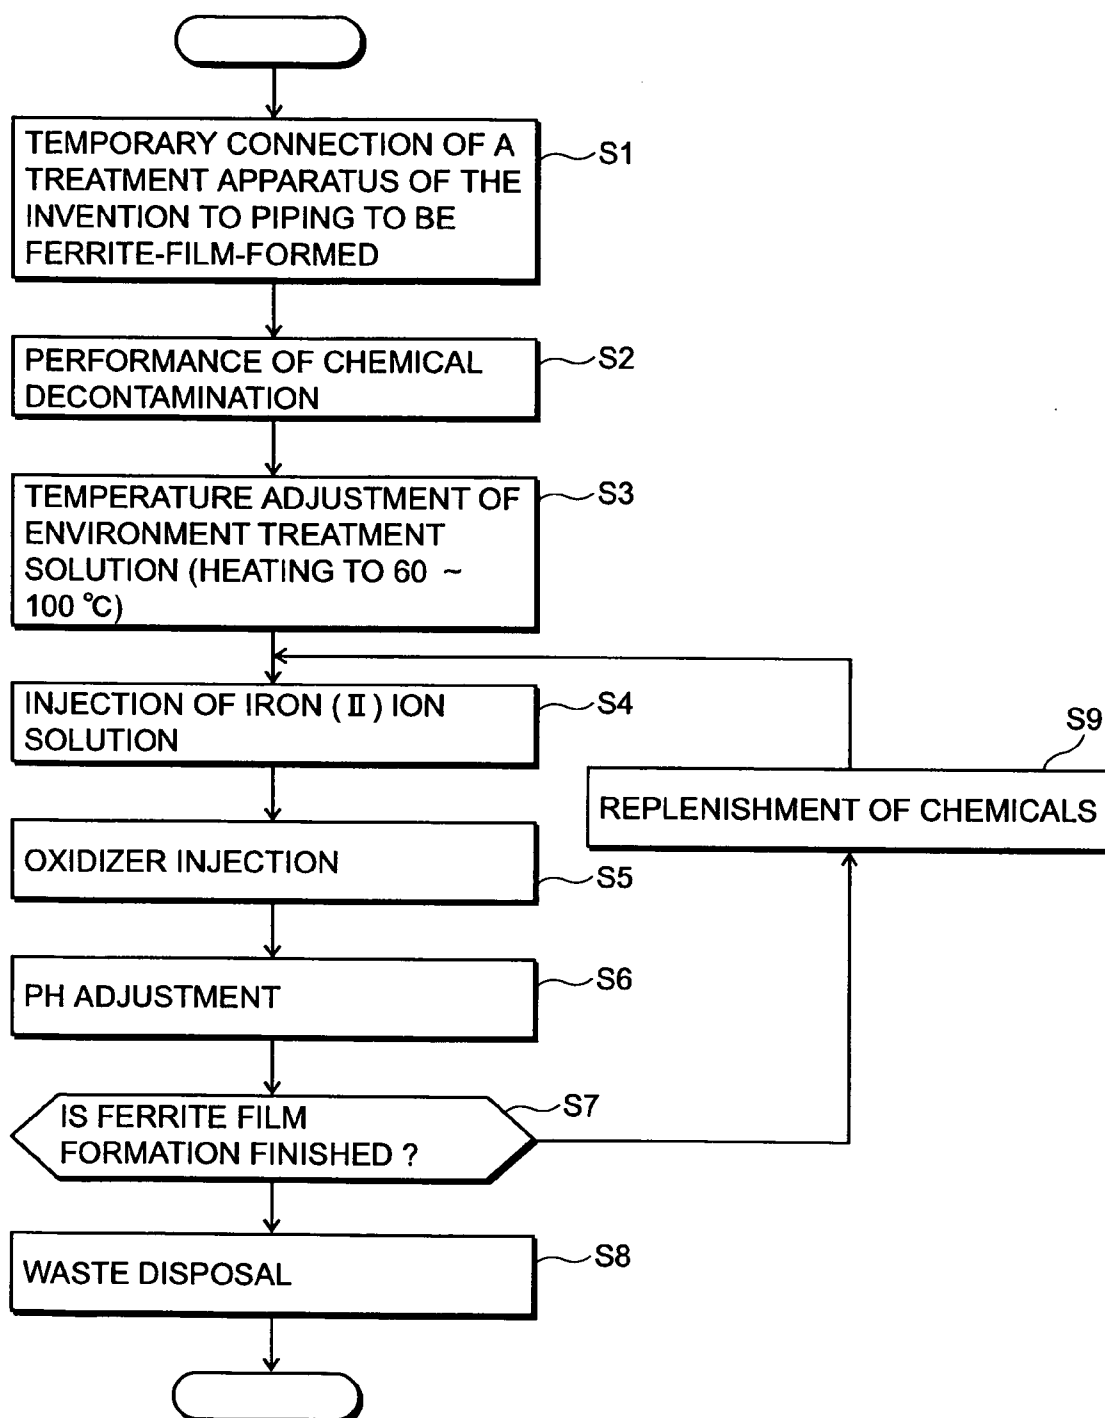 TEMPORARY CONNECTION OF A
TREATMENT APPARATUS OF THE
INVENTION TO PIPING TO BE
FERRITE-FILM-FORMED
S1
PERFORMANCE OF CHEMICAL
DECONTAMINATION
S2
TEMPERATURE ADJUSTMENT OF
ENVIRONMENT TREATMENT
SOLUTION (HEATING TO 60 ~
100 °C)
S3
INJECTION OF IRON (Ⅱ) ION
SOLUTION
S4
S9
REPLENISHMENT OF CHEMICALS
OXIDIZER INJECTION
S5
PH ADJUSTMENT
S6
IS FERRITE FILM
FORMATION FINISHED ?
S7
WASTE DISPOSAL
S8